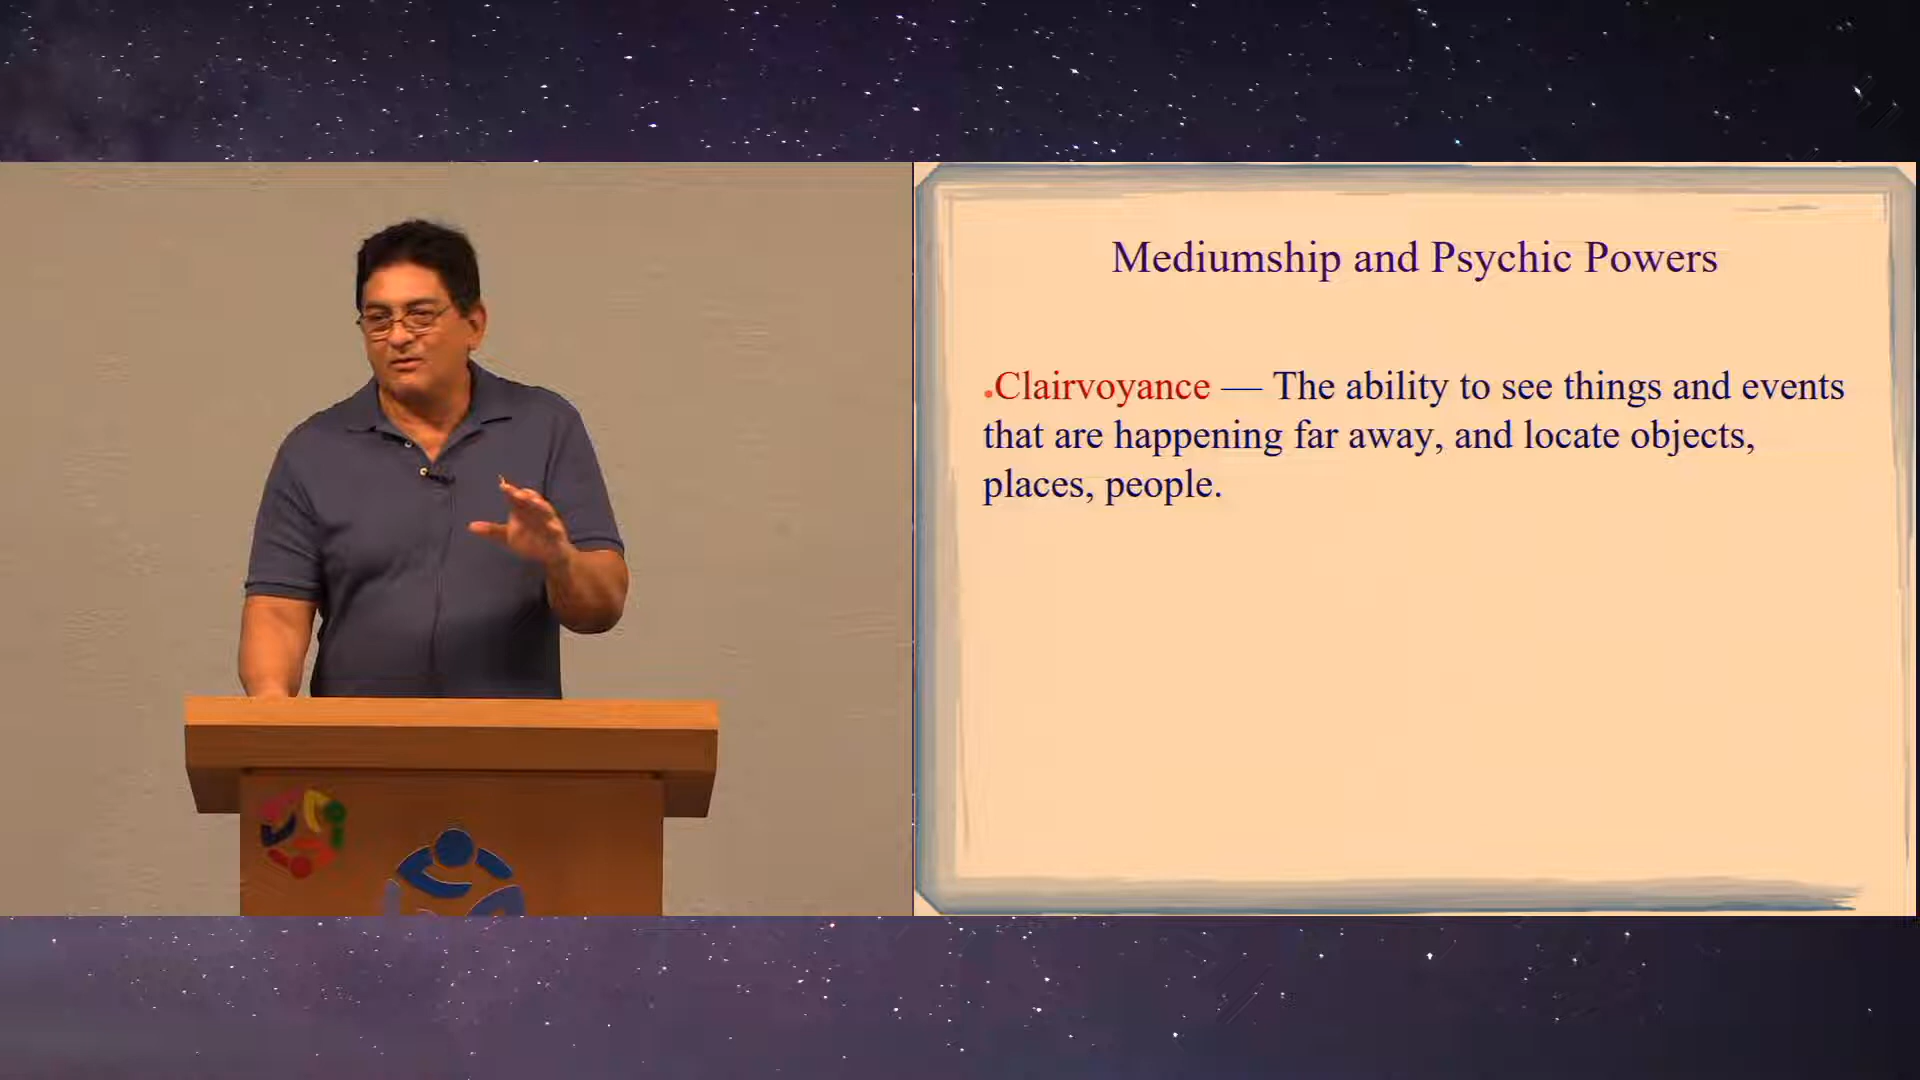 Mediumship and Psychic Powers
•Clairvoyance — The ability to see things and events
that are happening far away, and locate objects,
places, people.